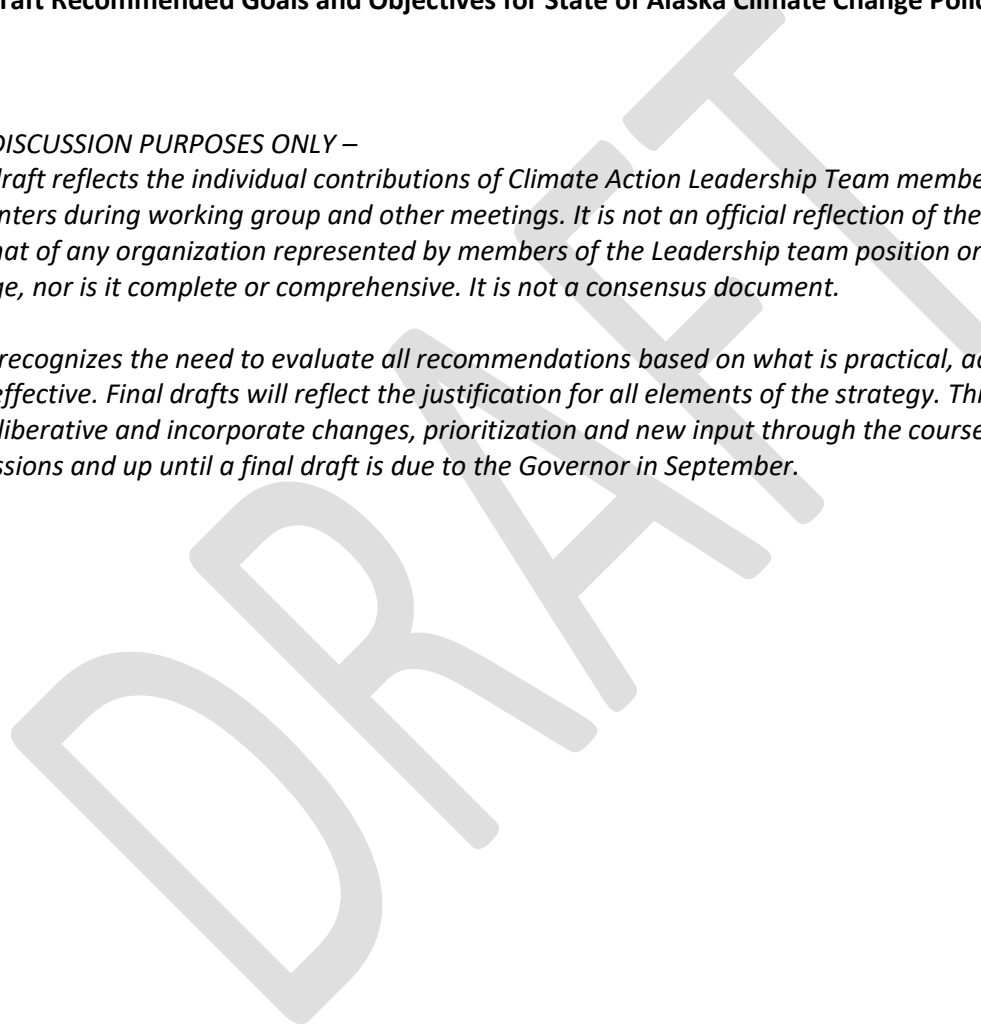 raft Recommended Goals and Objectives for State of Alaska Climate Change Polic
DISCUSSION PURPOSES ONLY –
draft reflects the individual contributions of Climate Action Leadership Team membe
nters during working group and other meetings. It is not an official reflection of the
hat of any organization represented by members of the Leadership team position on
ge, nor is it complete or comprehensive. It is not a consensus document.
recognizes the need to evaluate all recommendations based on what is practical, ac
effective. Final drafts will reflect the justification for all elements of the strategy. Thi
liberative and incorporate changes, prioritization and new input through the course
ssions and up until a final draft is due to the Governor in September.
DRAFT